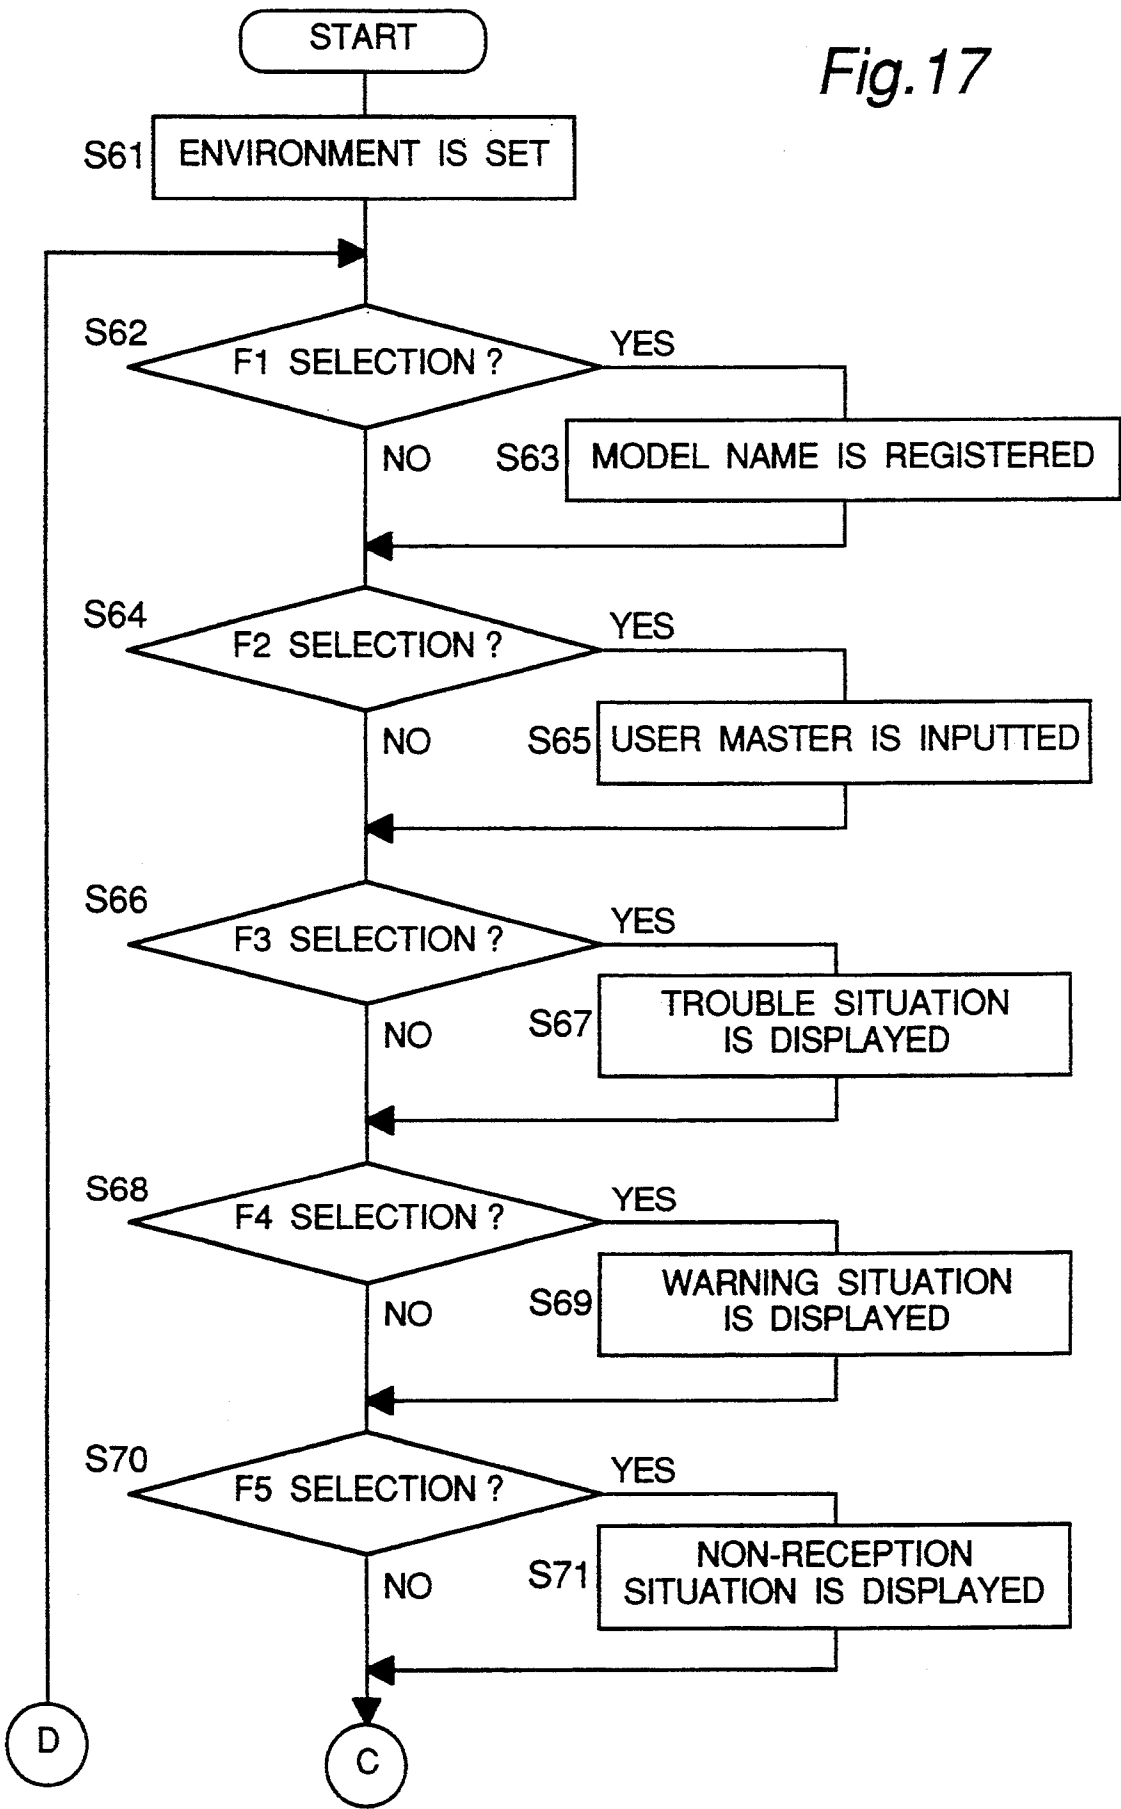 START
Fig.17
S61
ENVIRONMENT IS SET
S62
F1 SELECTION ?
YES
NO
S63
MODEL NAME IS REGISTERED
S64
F2 SELECTION ?
YES
NO
S65
USER MASTER IS INPUTTED
S66
F3 SELECTION ?
YES
NO
S67
TROUBLE SITUATION
IS DISPLAYED
S68
F4 SELECTION ?
YES
NO
S69
WARNING SITUATION
IS DISPLAYED
S70
F5 SELECTION ?
YES
NO
S71
NON-RECEPTION
SITUATION IS DISPLAYED
D
C